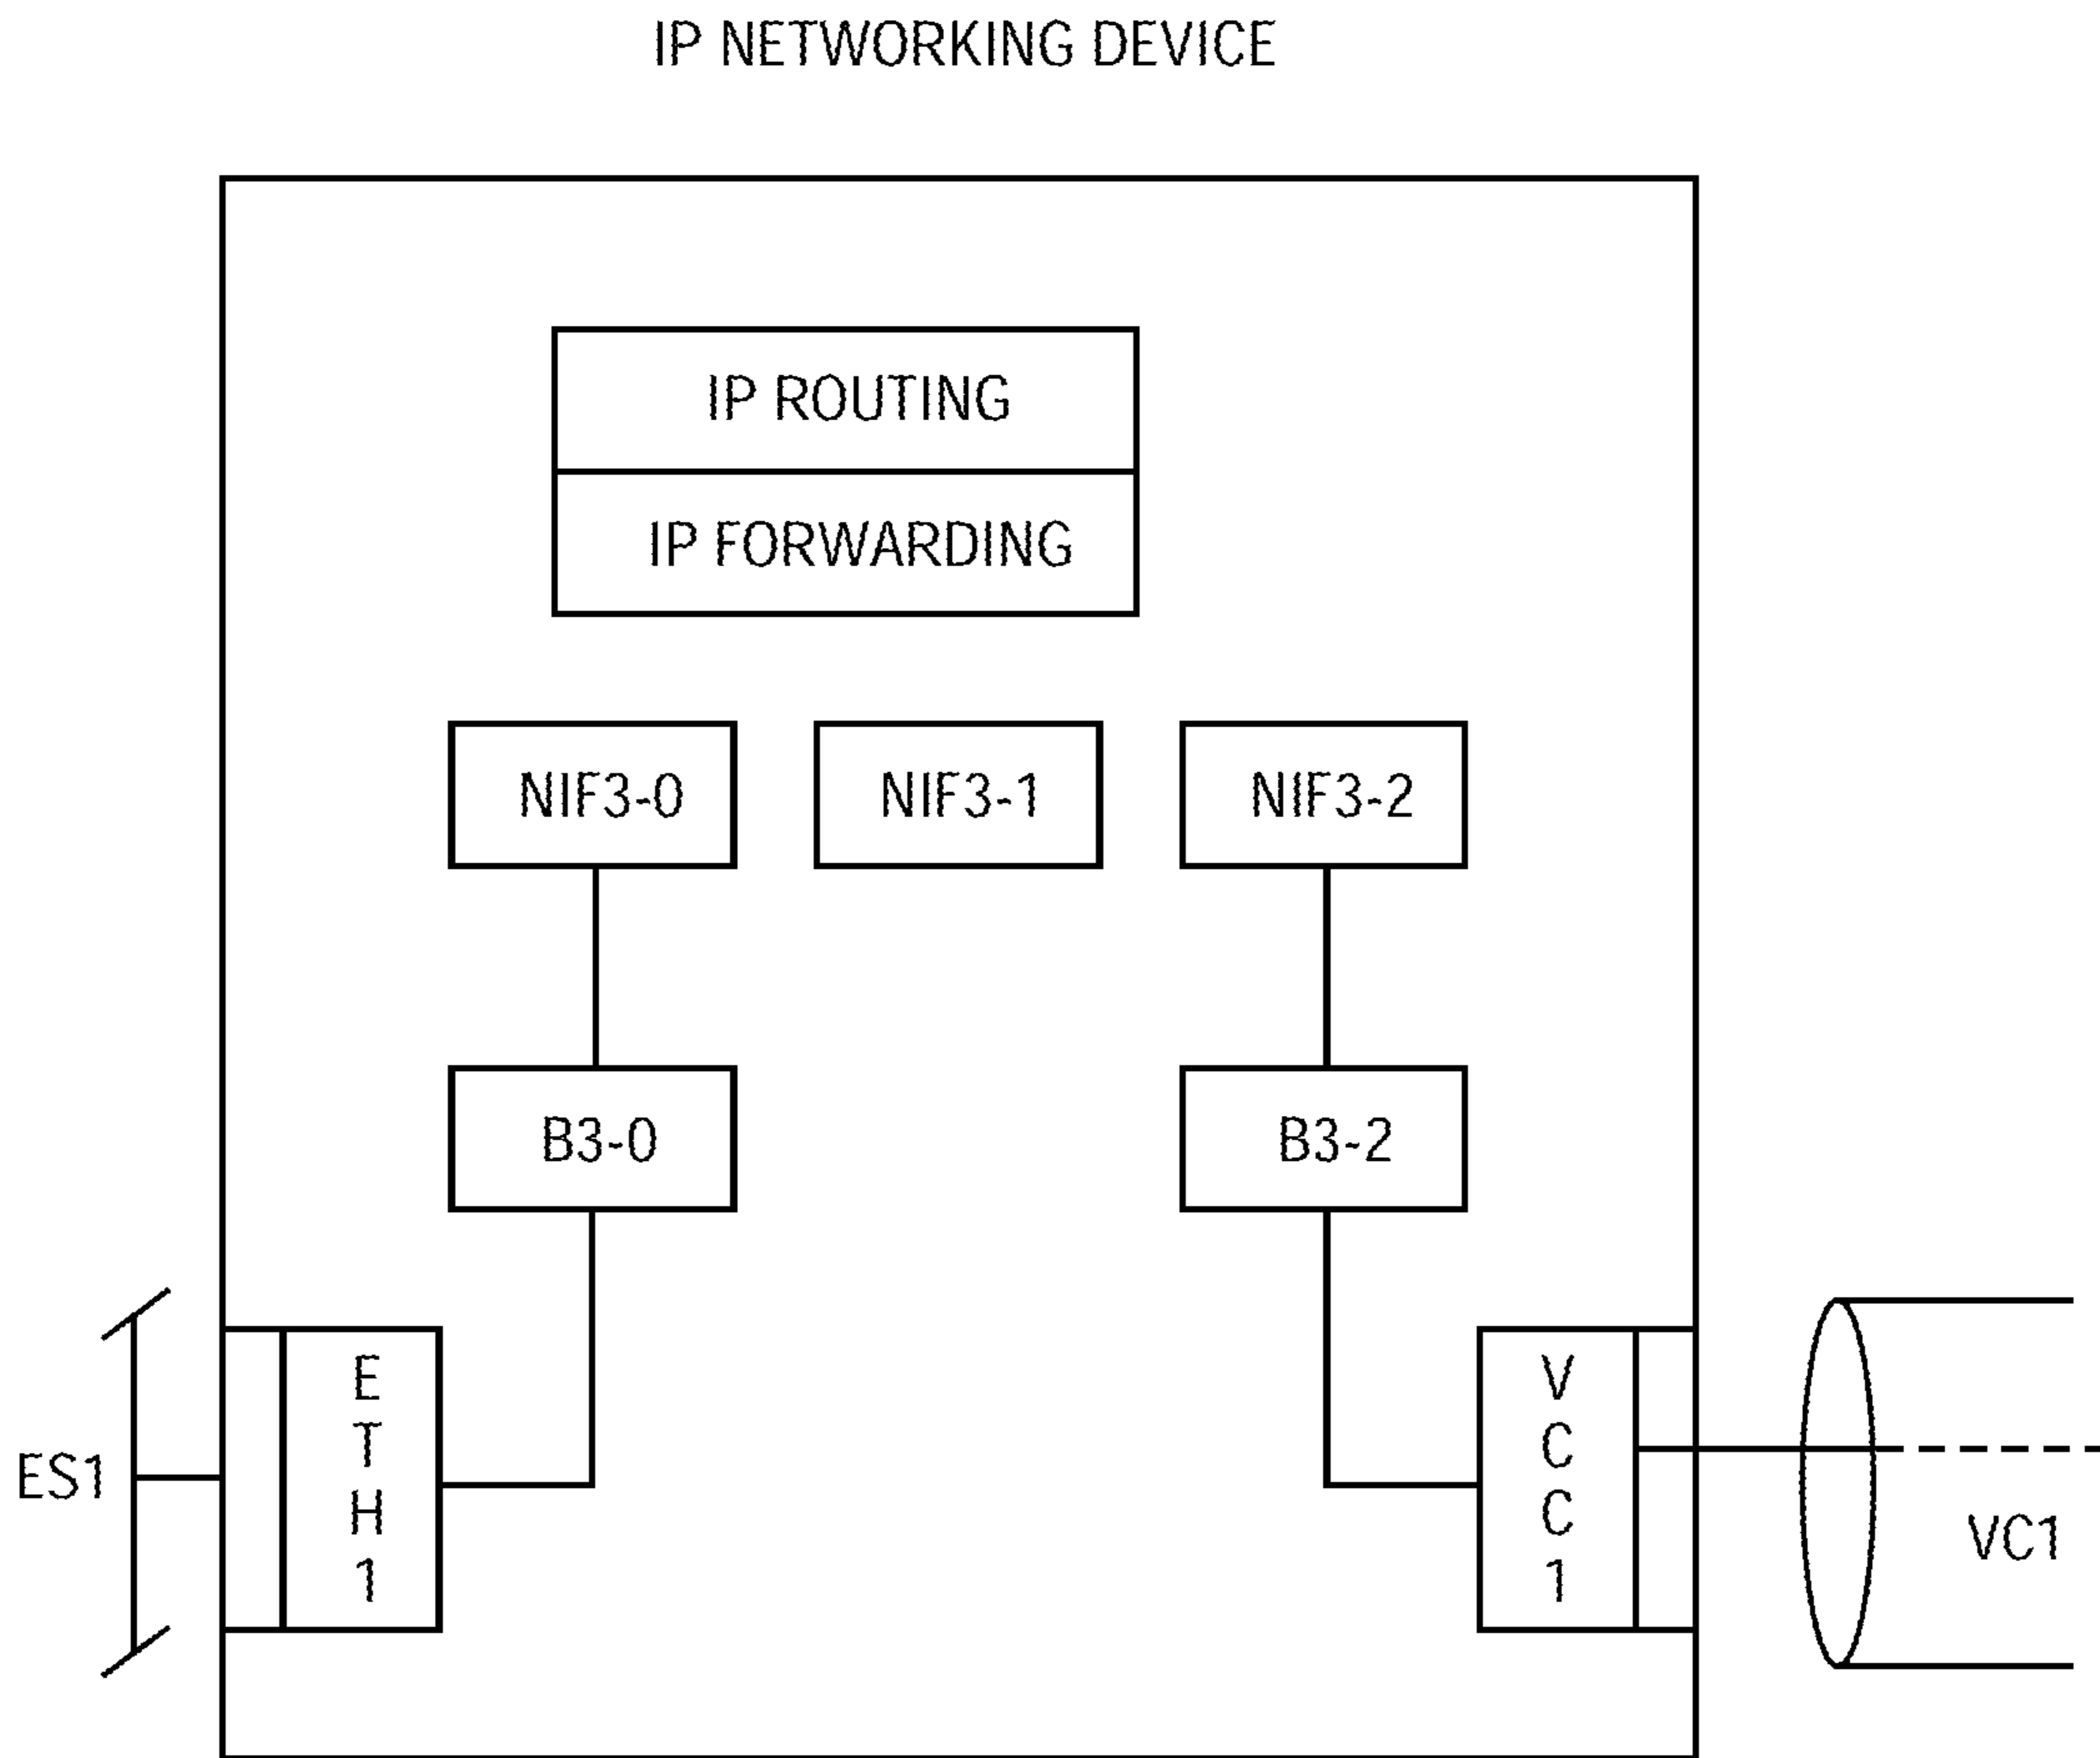 IP NETWORKING DEVICE
IP ROUTING
IP FORWARDING
NIF3-0
NIF3-1
NIF3-2
B3-0
B3-2
ES1
ETH1
VCC1
VC1